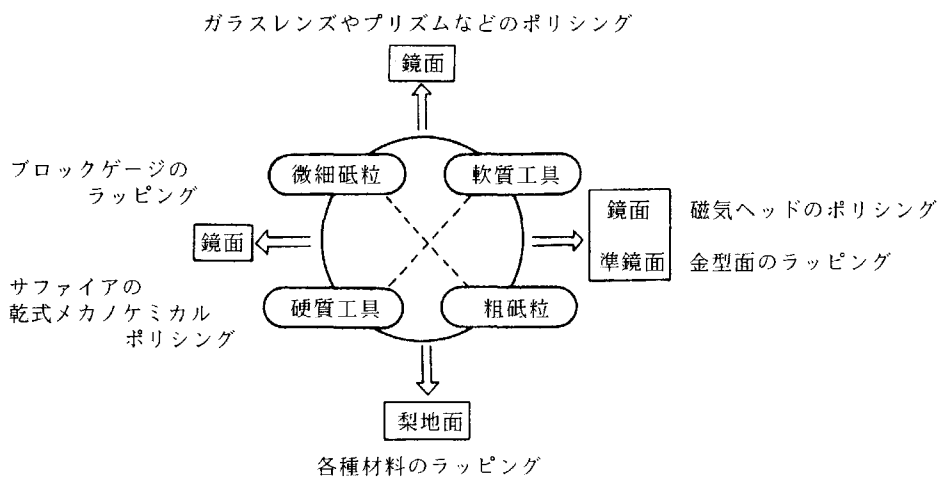 ガラスレンズやプリズムなどのポリシング
鏡面
微細砥粒
軟質工具
ブロックゲージの
ラッピング
鏡面
サファイアの
乾式メカノケミカル
ポリシング
鏡面 磁気ヘッドのポリシング
準鏡面 金型面のラッピング
硬質工具
粗砥粒
梨地面
各種材料のラッピング